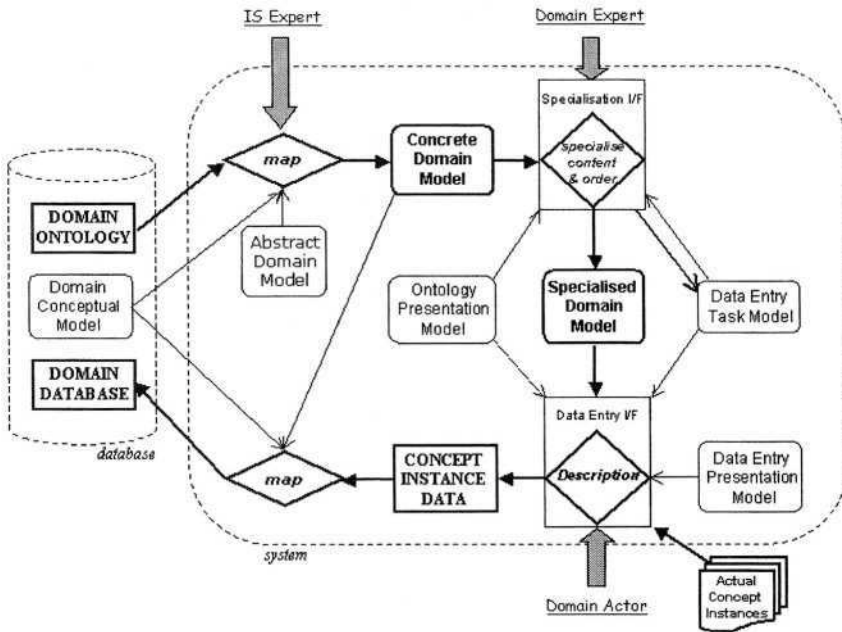 IS Expert
Domain Expert
Specialisation I/F
map
Concrete
Domain
Model
Specialise
content
& order
DOMAIN
ONTOLOGY
Abstract
Domain
Model
Domain
Conceptual
Model
Ontology
Presentation
Model
Specialised
Domain
Model
Data Entry
Task Model
DOMAIN
DATABASE
database
Data Entry I/F
map
CONCEPT
INSTANCE
DATA
Description
Data Entry
Presentation
Model
system
Domain Actor
Actual
Concept
Instances